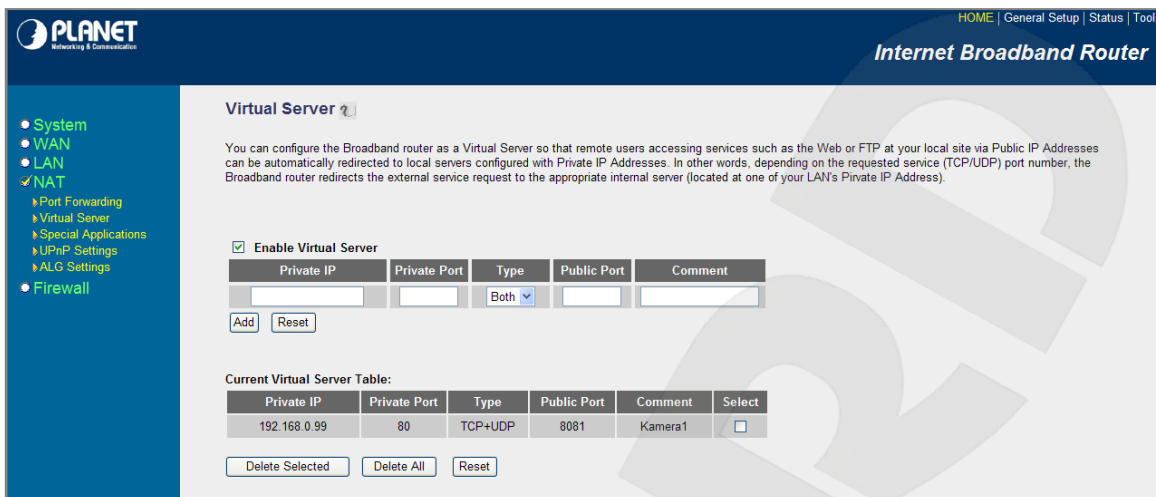 PLANET
Networking & Communication
HOME | General Setup | Status | Tool
Internet Broadband Router
System
WAN
LAN
NAT
Port Forwarding
Virtual Server
Special Applications
UPnP Settings
ALG Settings
Firewall
Virtual Server
You can configure the Broadband router as a Virtual Server so that remote users accessing services such as the Web or FTP at your local site via Public IP Addresses
can be automatically redirected to local servers configured with Private IP Addresses. In other words, depending on the requested service (TCP/UDP) port number, the
Broadband router redirects the external service request to the appropriate internal server (located at one of your LAN's Pirvate IP Address).
Enable Virtual Server
Private IP Private Port Type Public Port Comment
Both
Add Reset
Current Virtual Server Table:
Private IP Private Port Type Public Port Comment Select
192.168.0.99 80 TCP+UDP 8081 Kamera1
Delete Selected Delete All Reset